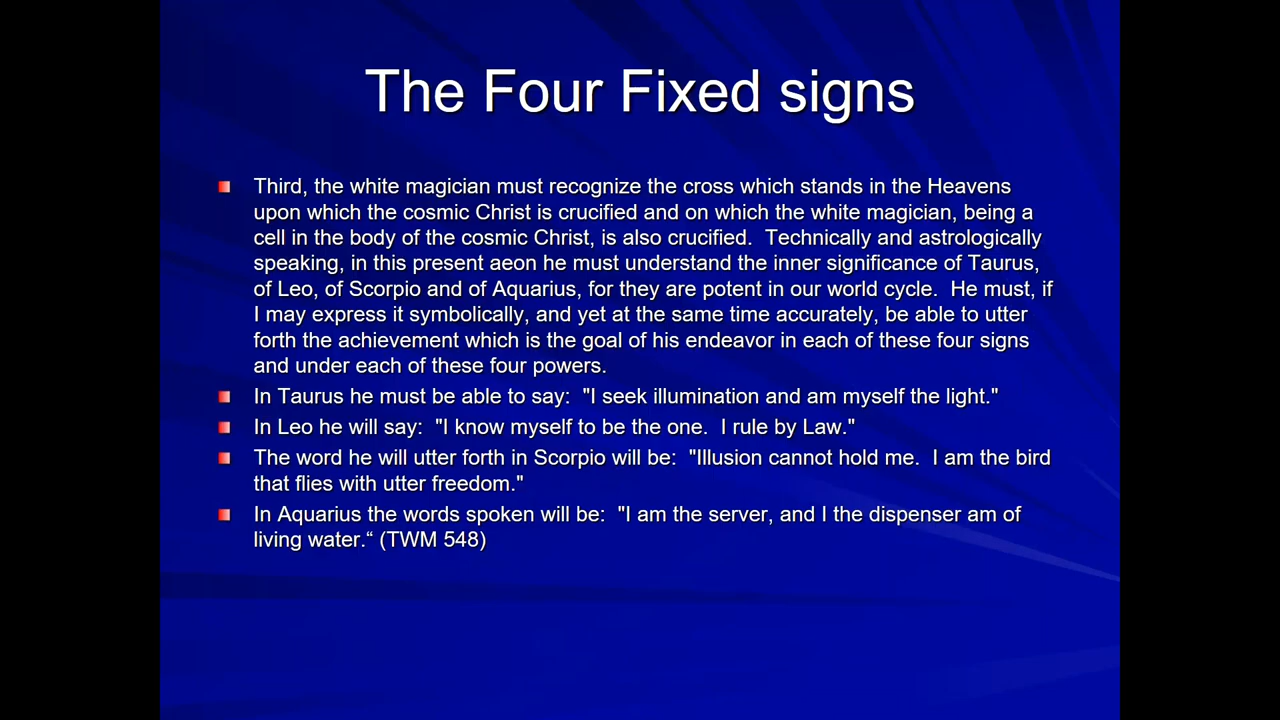 The Four Fixed signs
Third, the white magician must recognize the cross which stands in the Heavens
upon which the cosmic Christ is crucified and on which the white magician, being a
cell in the body of the cosmic Christ, is also crucified.  Technically and astrologically
speaking, in this present aeon he must understand the inner significance of Taurus,
of Leo, of Scorpio and of Aquarius, for they are potent in our world cycle.  He must, if
I may express it symbolically, and yet at the same time accurately, be able to utter
forth the achievement which is the goal of his endeavor in each of these four signs
and under each of these four powers.
In Taurus he must be able to say:  "I seek illumination and am myself the light."
In Leo he will say:  "I know myself to be the one.  I rule by Law."
The word he will utter forth in Scorpio will be:  "Illusion cannot hold me.  I am the bird
that flies with utter freedom."
In Aquarius the words spoken will be:  "I am the server, and I the dispenser am of
living water.“ (TWM 548)